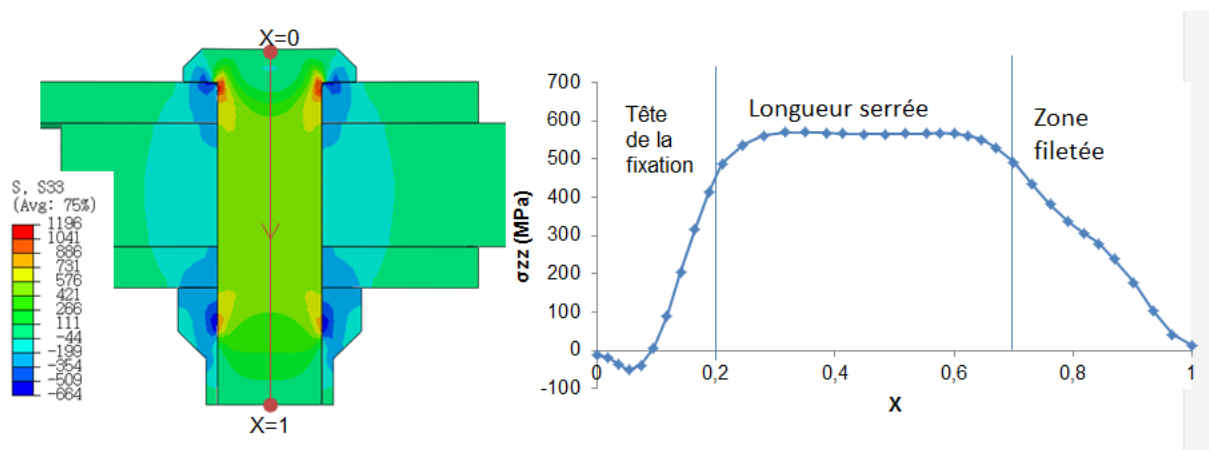 X=0
S, S33
(Avg: 75%)
1196
1041
886
731
576
421
266
111
-44
-199
-354
-509
-664
X=1
700
600
500
400
300
200
100
0
-100
σzz (MPa)
Tête
de la
fixation
Longueur serrée
Zone
filetée
0
0,2
0,4
0,6
0,8
1
X